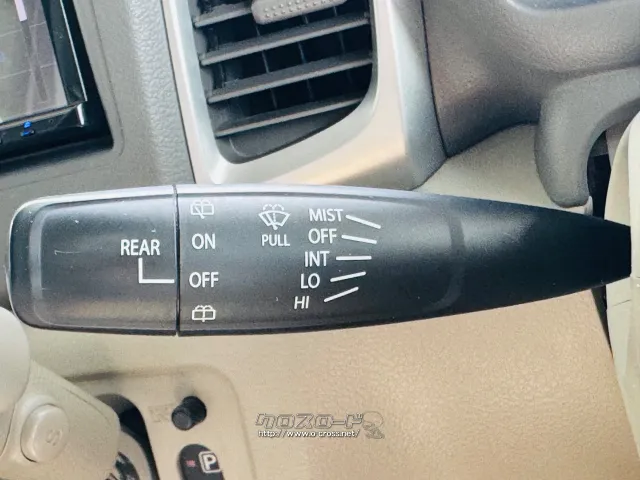 MIST
OFF
INT
LO
HI
PULL
REAR
ON
OFF
クロスロード
http://www.o-cross.net/
S
P